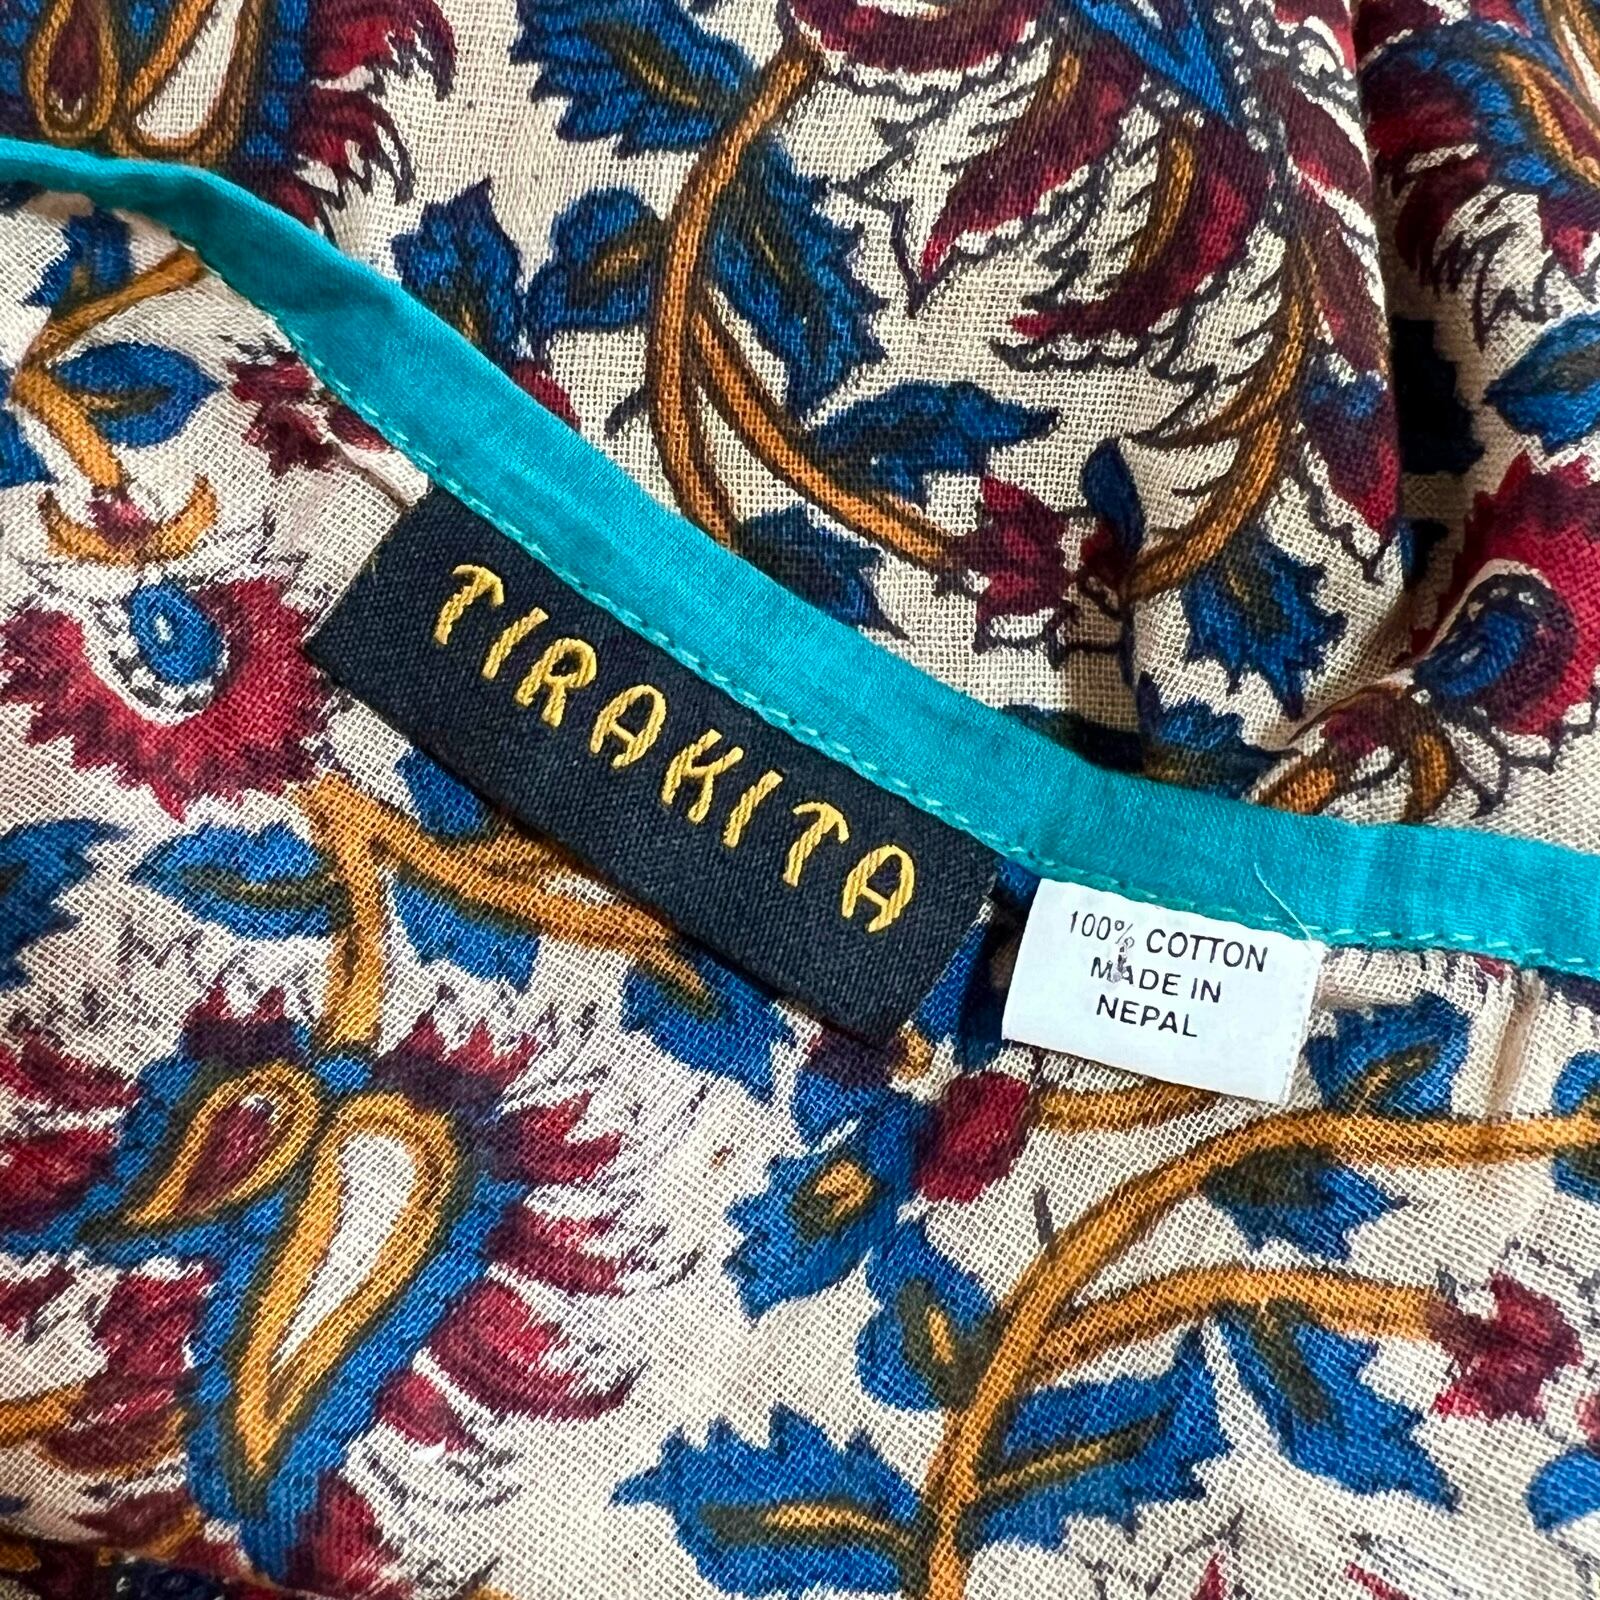 TIRAKITA
100% COTTON
MADE IN
NEPAL